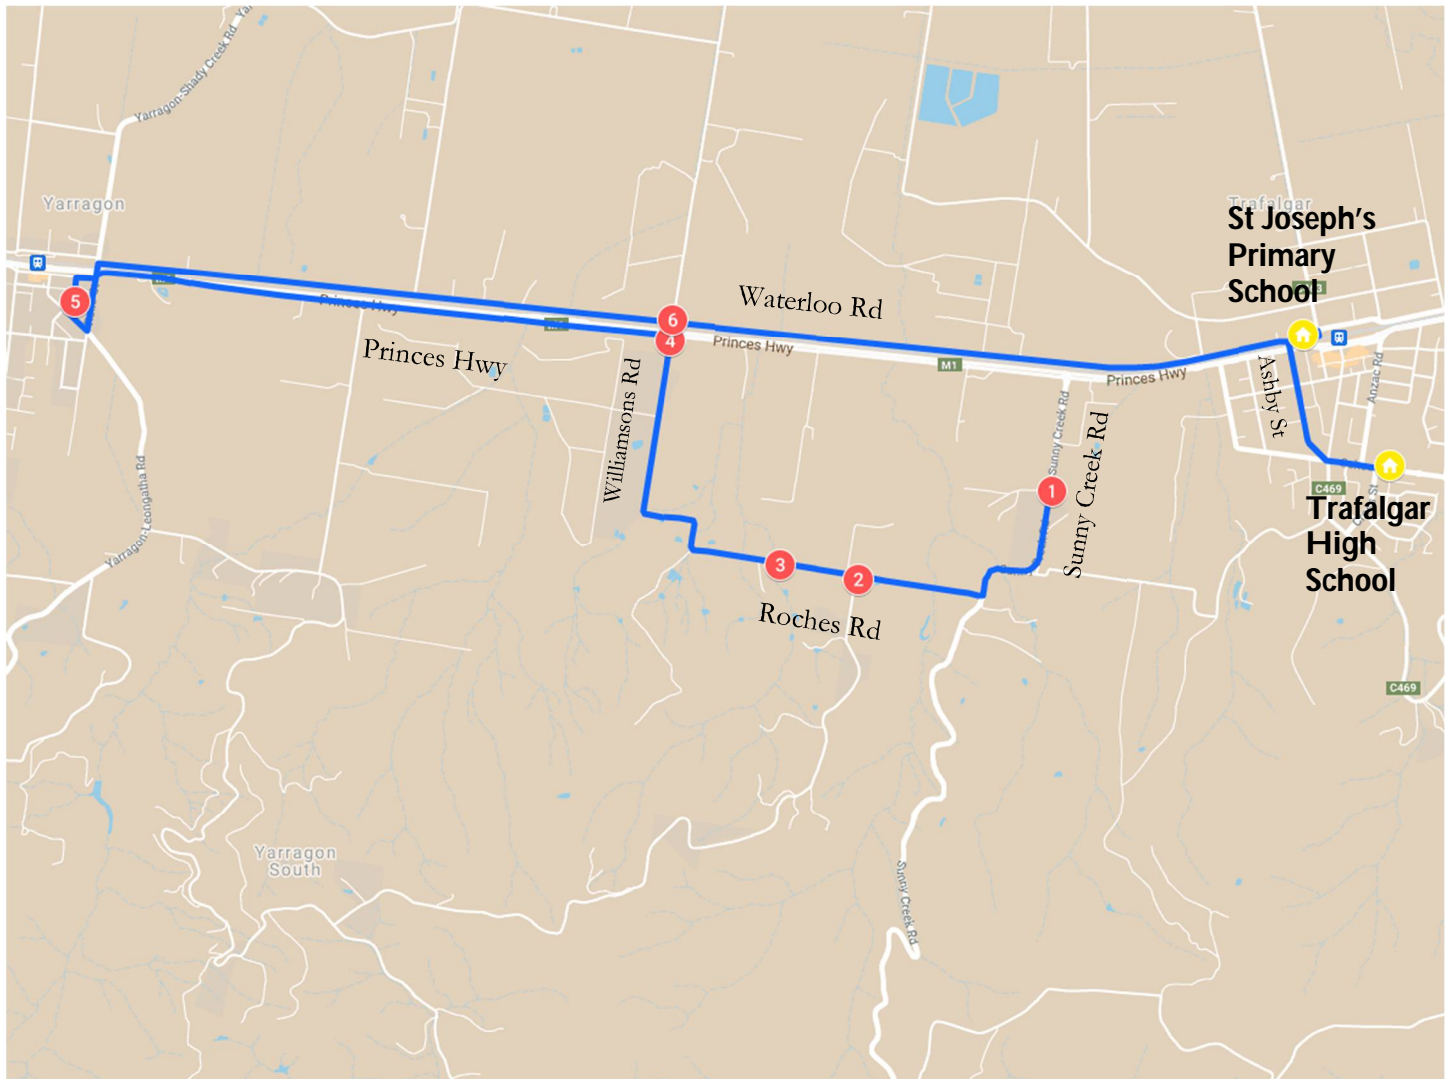 Yarragon-Shady Creek Rd
Yarragon
Trafalgar
St Joseph's
Primary
School
5
6
4
Princes Hwy
Waterloo Rd
Princes Hwy
Princes Hwy
M1
Princes Hwy
Ashby St
Anzac Rd
Williamsons Rd
Sunny Creek Rd
Sunny Creek Rd
1
C469
Trafalgar
High
School
Yarragon-Leongatha Rd
3
2
Roches Rd
C469
Yarragon
South
Sunny Creek Rd